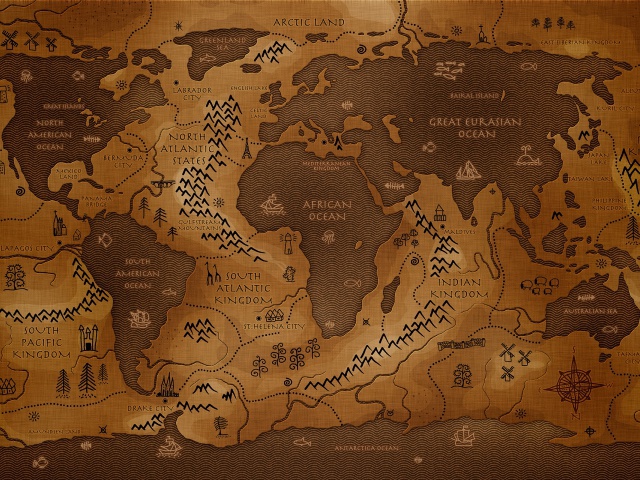 ARCTIC LAND
GREENLAND
SEA
LABRADOR
CITY
GREAT ISLANDS
NORTH
AMERICAN
OCEAN
BERMUDA
CITY
MEXICO
LAND
PANAMA
BRIDGE
NORTH
ATLANTIC
STATES
MEDITERRANEAN
KINGDOM
BAIKAL ISLAND
GREAT EURASIAN
OCEAN
JAPAN
LAKE
AFRICAN
OCEAN
MALDIVES
SOUTH
AMERICAN
OCEAN
SOUTH
ATLANTIC
KINGDOM
INDIAN
KINGDOM
AUSTRALIAN SEA
ST HELENA CITY
SOUTH
PACIFIC
KINGDOM
DRAKE CITY
ANTARCTICA OCEAN